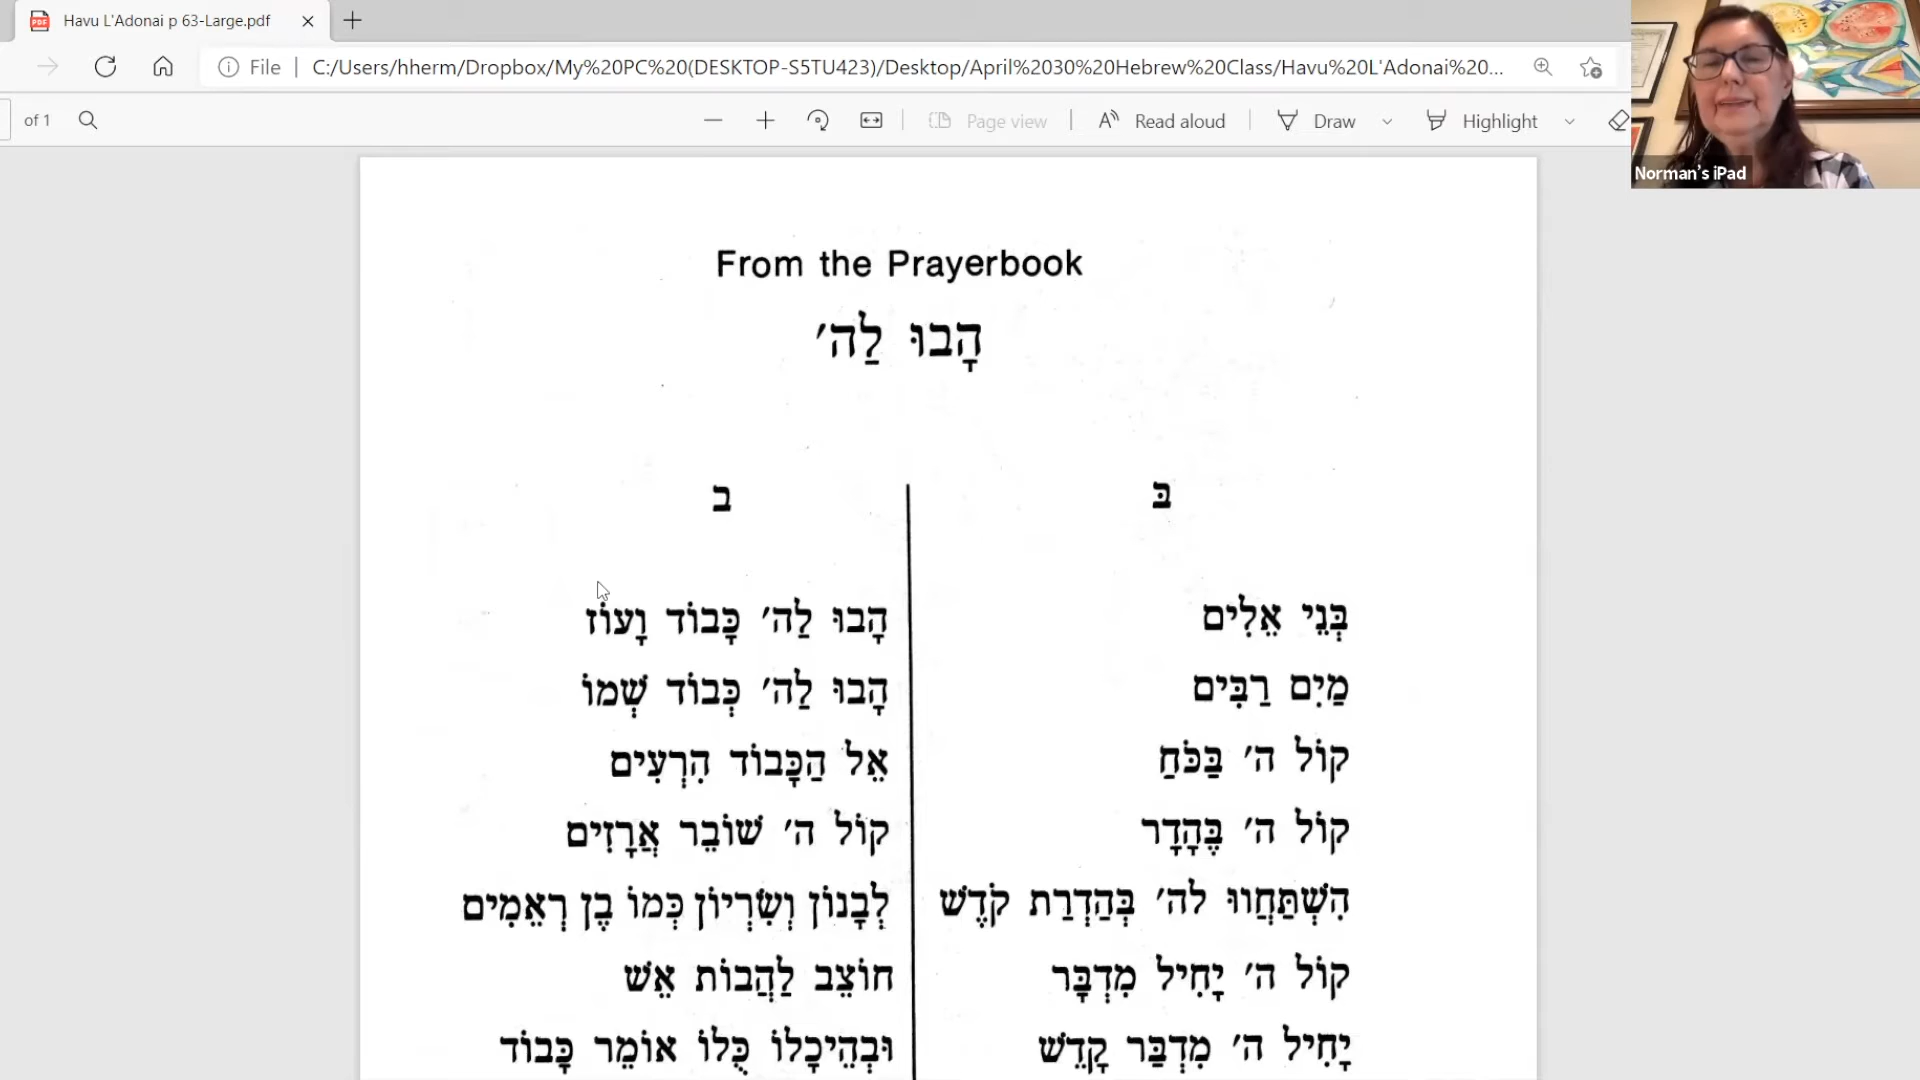 Havu L'Adonai p 63-Large.pdf
File | C:/Users/hherm/Dropbox/My%20PC%20(DESKTOP-S5TU423)/Desktop/April%2030%20Hebrew%20Class/Havu%20L'Adonai%20...
of 1
Page view
Read aloud
Draw
Highlight
Norman's iPad
From the Prayerbook
הָבוּ לַה׳
בּ
בְּנֵי אֵלִים
מַיִם רַבִּים
קוֹל ה׳ בַּכֹּחַ
קוֹל ה׳ בֶּהָדָר
הִשְׁתַּחֲווּ לה׳ בְּהַדְרַת קֹדֶשׁ
קוֹל ה׳ יָחִיל מִדְבָּר
יָחִיל ה׳ מִדְבַּר קָדֵשׁ
ב
הָבוּ לַה׳ כָּבוֹד וָעוֹז
הָבוּ לַה׳ כְּבוֹד שְׁמוֹ
אֵל הַכָּבוֹד הִרְעִים
קוֹל ה׳ שׁוֹבֵר אֲרָזִים
לְבָנוֹן וְשִׂרְיוֹן כְּמוֹ בֶן רְאֵמִים
חוֹצֵב לַהֲבוֹת אֵשׁ
וּבְהֵיכָלוֹ כֻּלּוֹ אוֹמֵר כָּבוֹד